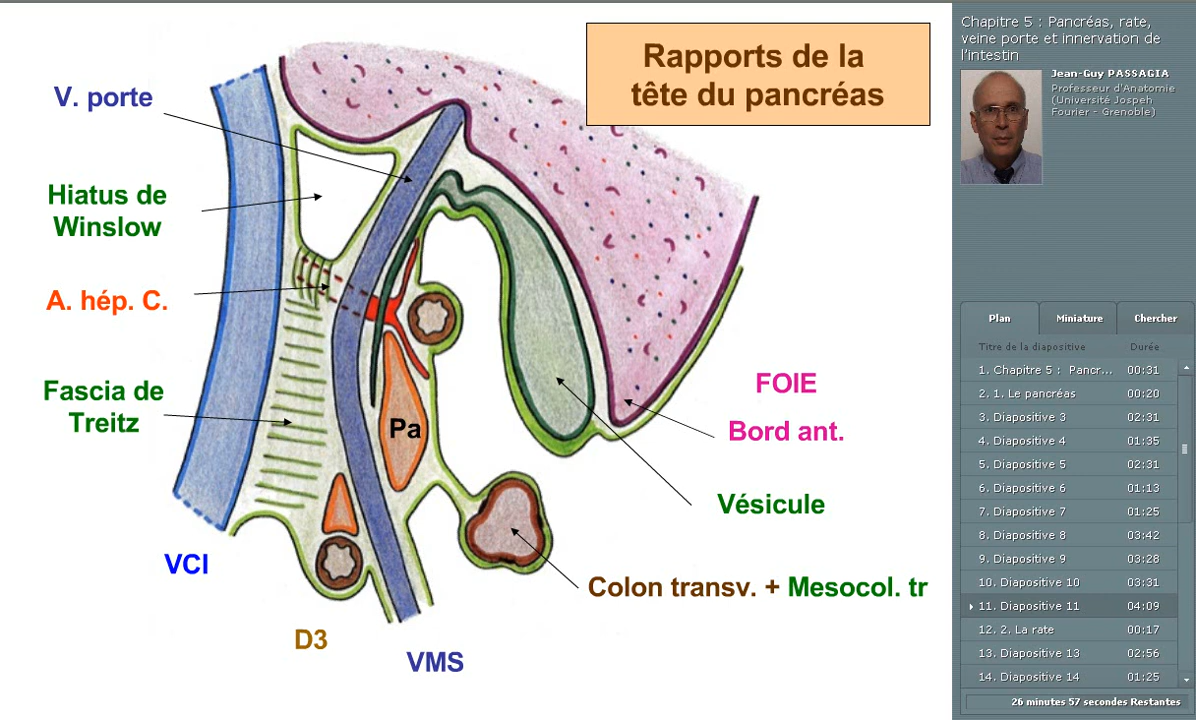 Rapports de la
tête du pancréas
V. porte
Hiatus de
Winslow
A. hép. C.
Fascia de
Treitz
Pa
FOIE
Bord ant.
Vésicule
VCI
Colon transv. + Mesocol. tr
D3
VMS
Chapitre 5 : Pancréas, rate,
veine porte et innervation de
l'intestin
Jean-Guy PASSAGIA
Professeur d'Anatomie
(Université Jospeh
Fourier - Grenoble)
Plan Miniature Chercher
Titre de la diapositive Durée
1. Chapitre 5 : Pancr... 00:31
2. 1. Le pancréas 00:20
3. Diapositive 3 02:31
4. Diapositive 4 01:35
5. Diapositive 5 02:31
6. Diapositive 6 01:13
7. Diapositive 7 01:25
8. Diapositive 8 03:42
9. Diapositive 9 03:28
10. Diapositive 10 03:31
11. Diapositive 11 04:09
12. 2. La rate 00:17
13. Diapositive 13 02:56
14. Diapositive 14 01:25
26 minutes 57 secondes Restantes